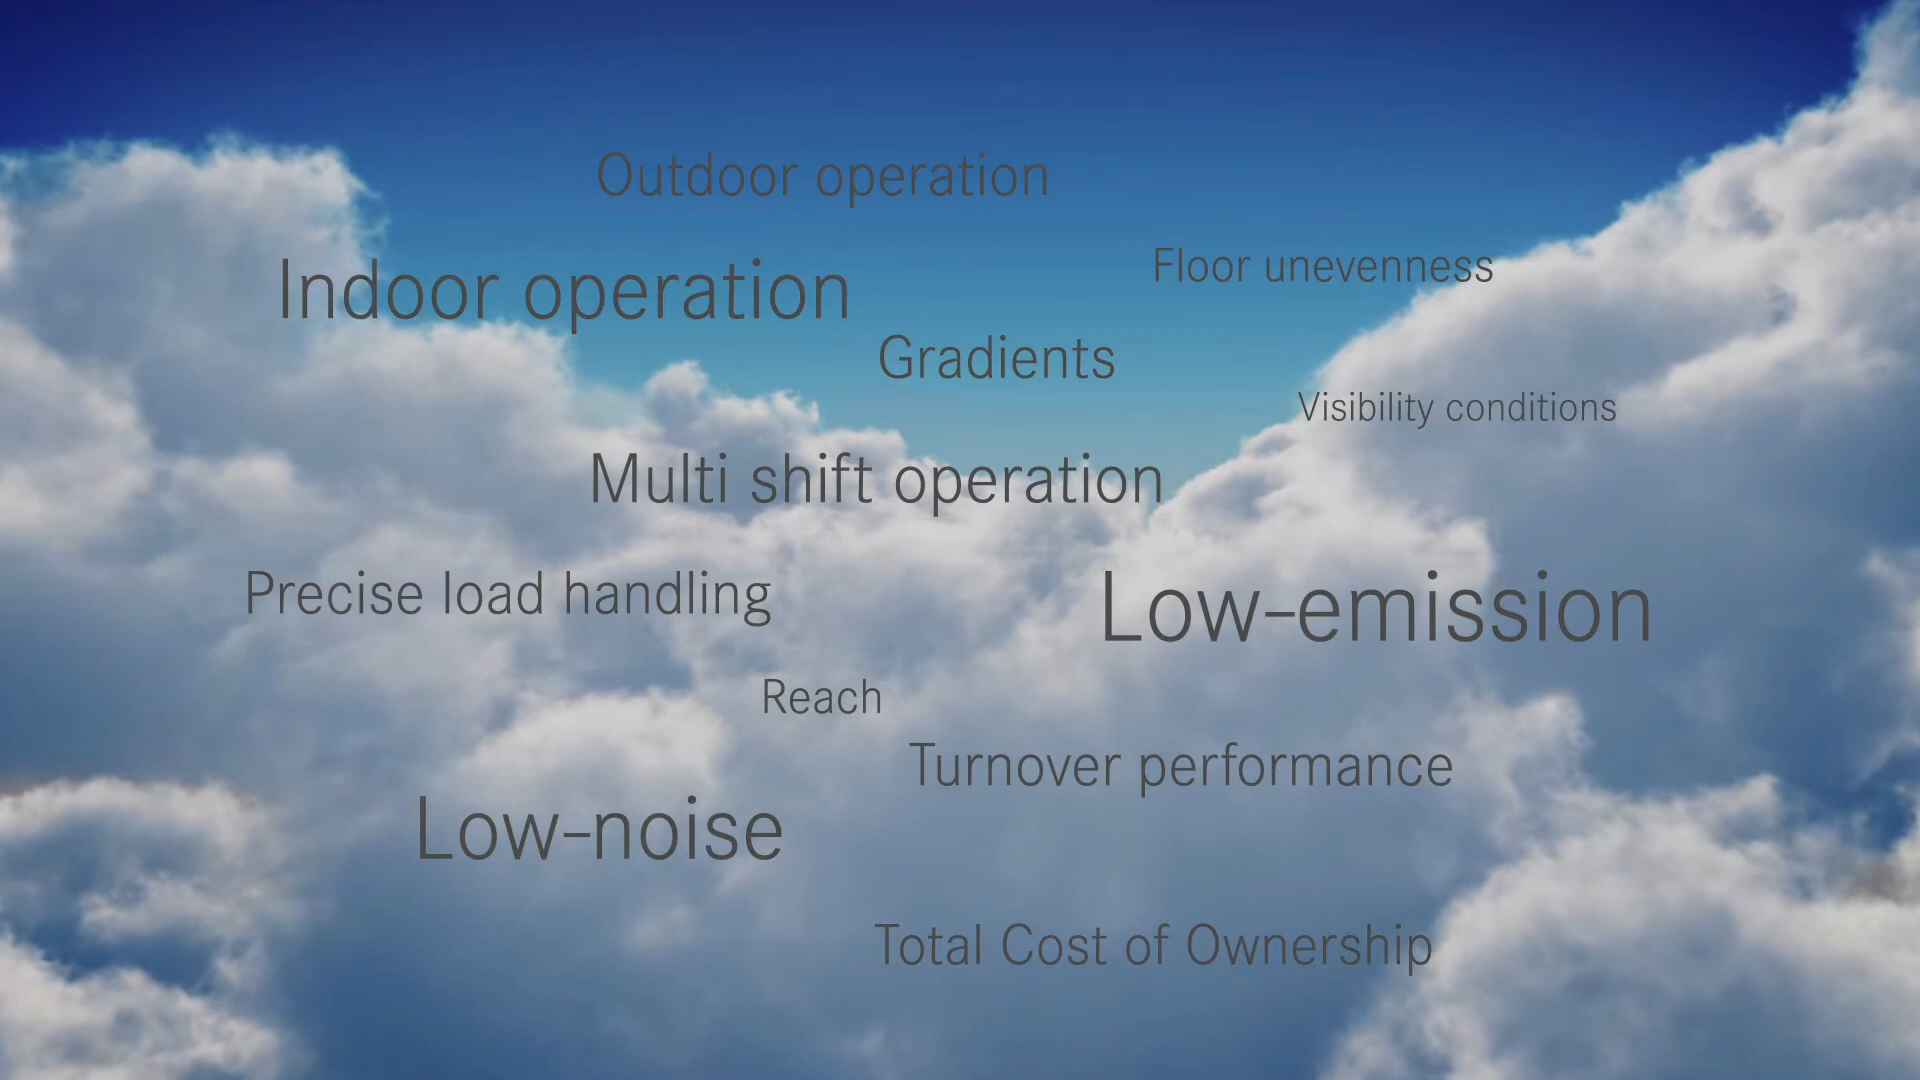 Outdoor operation
Floor unevenness
Indoor operation
Gradients
Visibility conditions
Multi shift operation
Precise load handling
Low-emission
Reach
Turnover performance
Low-noise
Total Cost of Ownership